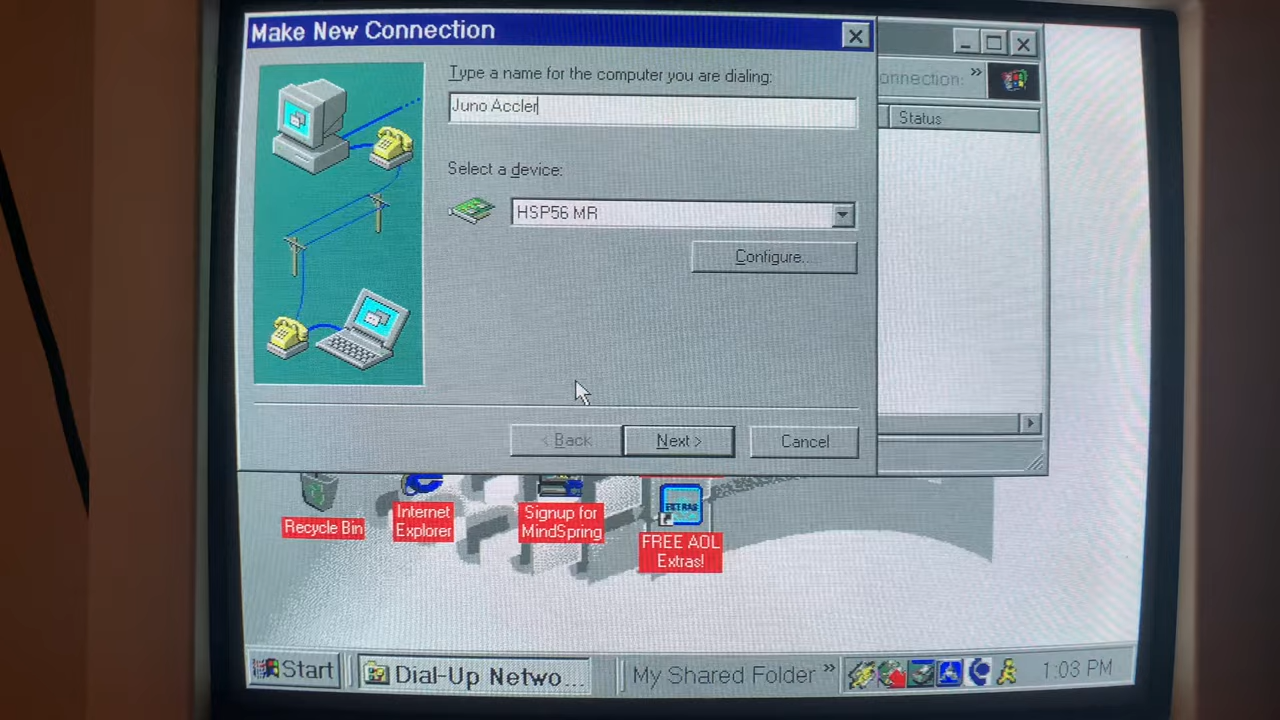 Make New Connection
Type a name for the computer you are dialing:
Juno Accler
Select a device:
HSP56 MR
Configure...
< Back
Next >
Cancel
onnection: »
Status
Recycle Bin
Internet
Explorer
Signup for
MindSpring
EXTRAS
FREE AOL
Extras!
Start
Dial-Up Netwo...
My Shared Folder »
1:03 PM